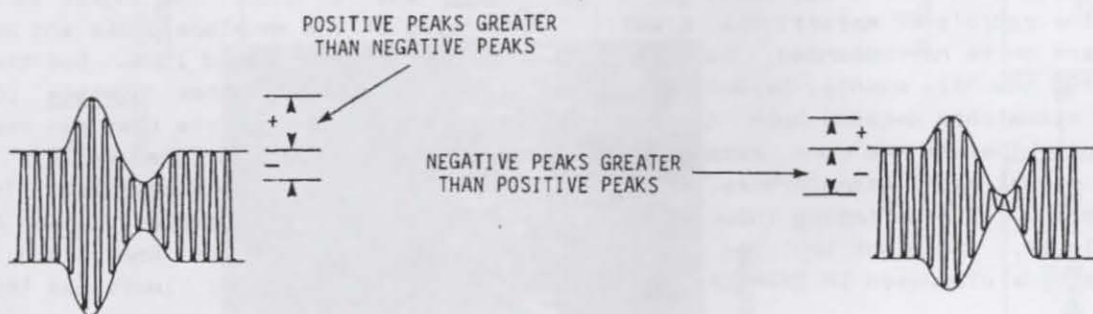 POSITIVE PEAKS GREATER
THAN NEGATIVE PEAKS
+
−
NEGATIVE PEAKS GREATER
THAN POSITIVE PEAKS
+
−